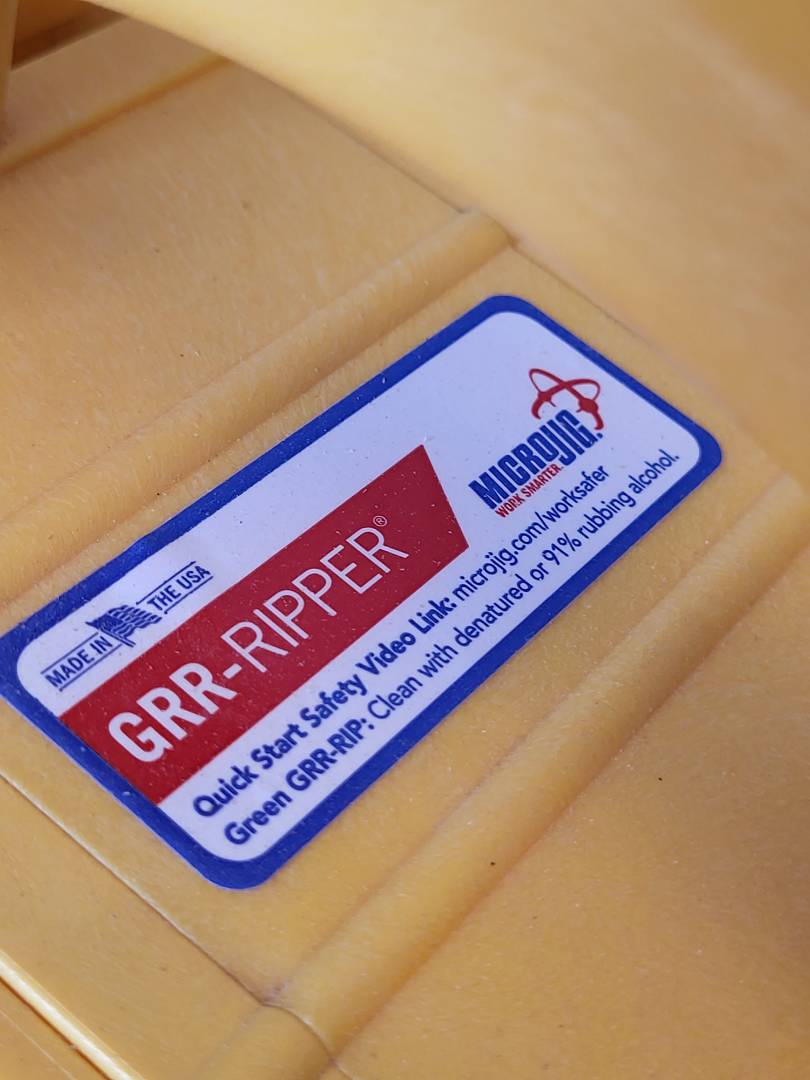 MADE IN THE USA
GRR-RIPPER®
MICROJIG.
WORK SMARTER.
Quick Start Safety Video Link: microjig.com/worksafer
Green GRR-RIP: Clean with denatured or 91% rubbing alcohol.